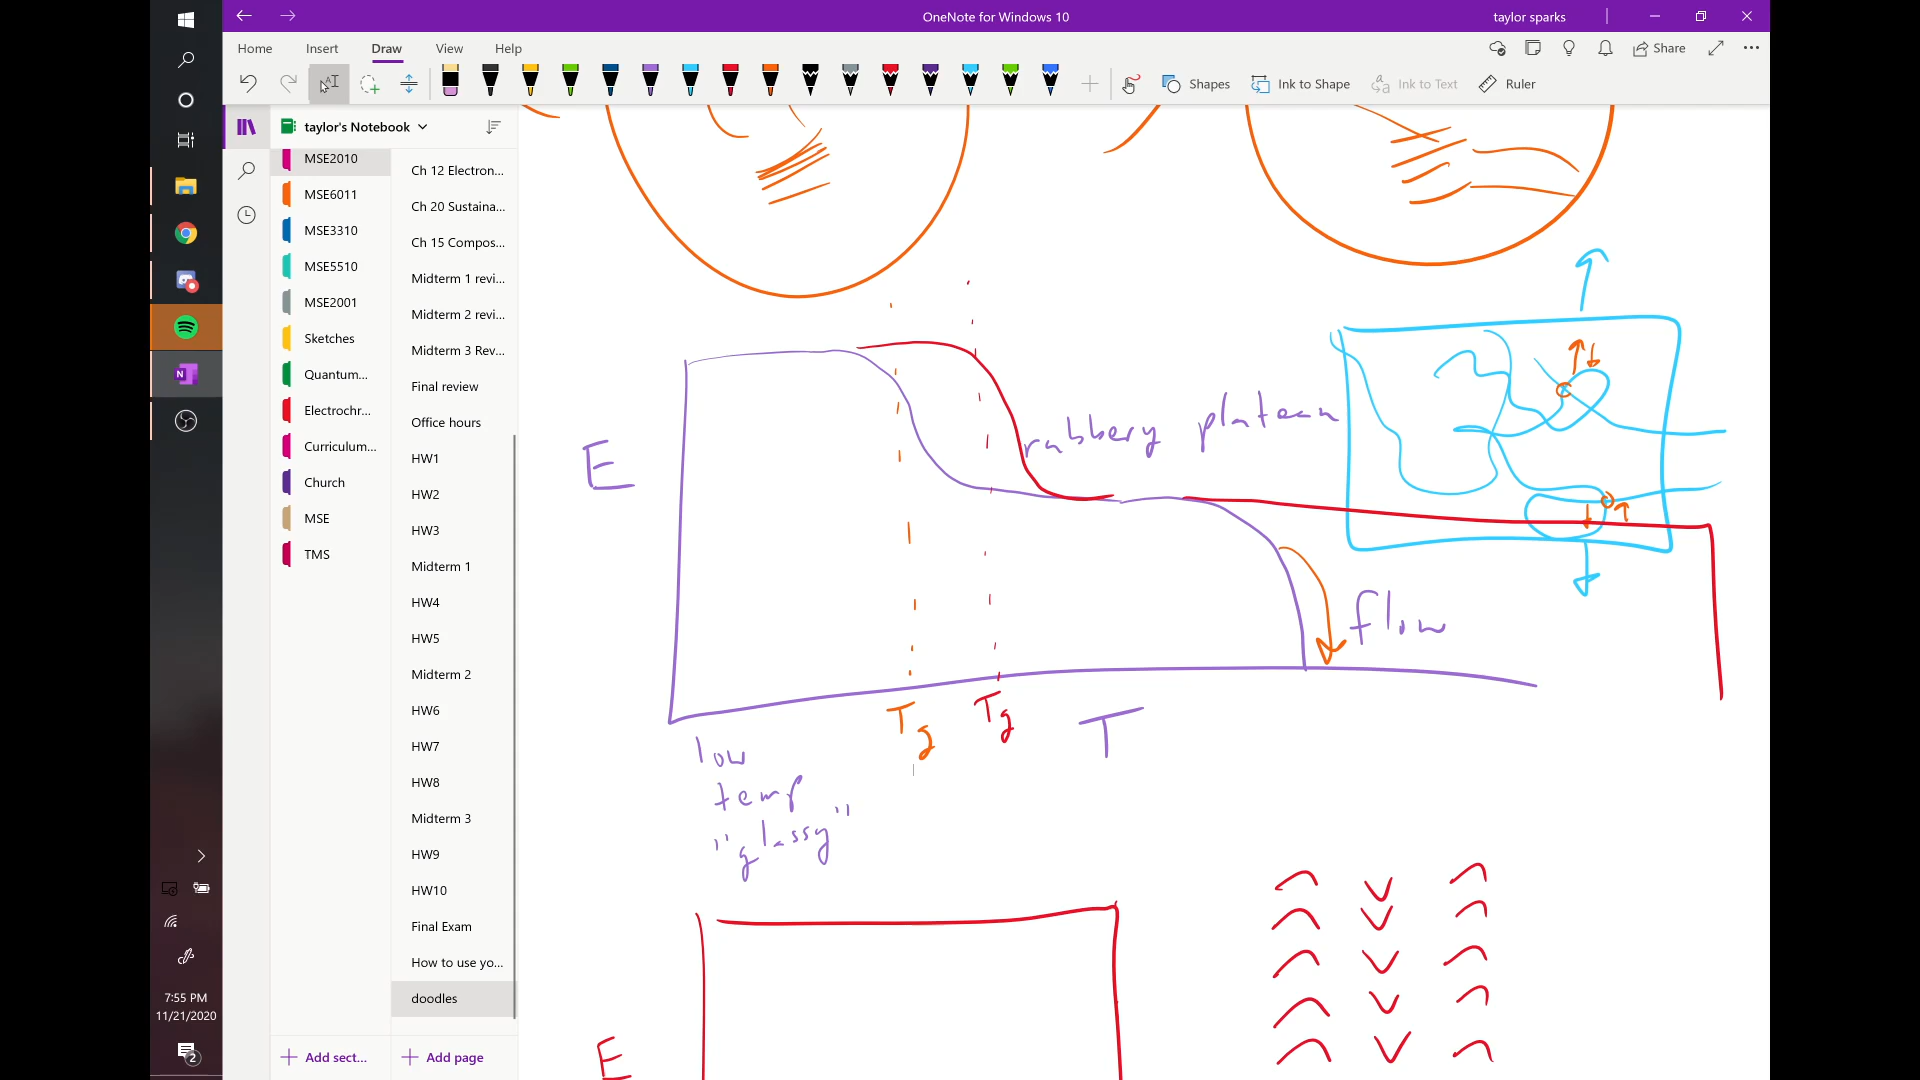 OneNote for Windows 10
taylor sparks
Home Insert Draw View Help
Share
Shapes Ink to Shape Ink to Text Ruler
taylor's Notebook
MSE2010
MSE6011
MSE3310
MSE5510
MSE2001
Sketches
Quantum...
Electrochr...
Curriculum...
Church
MSE
TMS
Add sect...
Ch 12 Electron...
Ch 20 Sustaina...
Ch 15 Compos...
Midterm 1 revi...
Midterm 2 revi...
Midterm 3 Rev...
Final review
Office hours
HW1
HW2
HW3
Midterm 1
HW4
HW5
Midterm 2
HW6
HW7
HW8
Midterm 3
HW9
HW10
Final Exam
How to use yo...
doodles
Add page
E
rubbery plateau
flow
Tg Tg T
low
temp
"glassy"
E
7:55 PM
11/21/2020
2